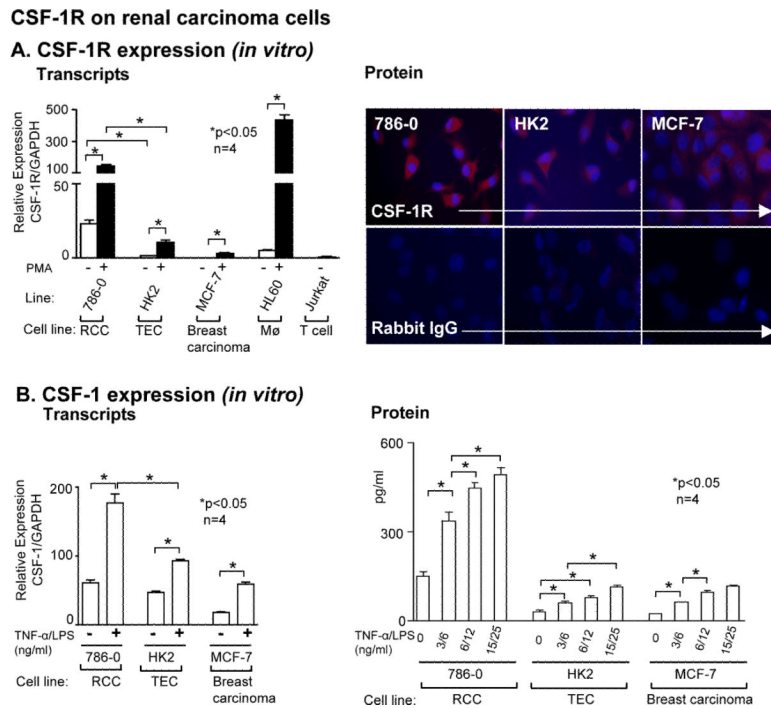 CSF-1R on renal carcinoma cells
A. CSF-1R expression (in vitro)
Transcripts
Relative Expression
CSF-1R/GAPDH
500
300
100
50
25
0
*
*
*
*
*
*
*p<0.05
n=4
PMA
- + - + - + - + - +
Line:
786-0
HK2
MCF-7
HL60
Jurkat
Cell line:
RCC
TEC
Breast
carcinoma
Mø
T cell
Protein
786-0
HK2
MCF-7
CSF-1R
Rabbit IgG
B. CSF-1 expression (in vitro)
Transcripts
Relative Expression
CSF-1/GAPDH
200
100
0
*
*
*
*
*p<0.05
n=4
TNF-α/LPS
(ng/ml)
- + - + - +
786-0
HK2
MCF-7
Cell line:
RCC
TEC
Breast
carcinoma
Protein
pg/ml
600
300
0
*
*
*
*
*
*
*
*
*p<0.05
n=4
TNF-α/LPS
(ng/ml)
0 3/6 6/12 15/25 0 3/6 6/12 15/25 0 3/6 6/12 15/25
786-0
HK2
MCF-7
Cell line:
RCC
TEC
Breast carcinoma